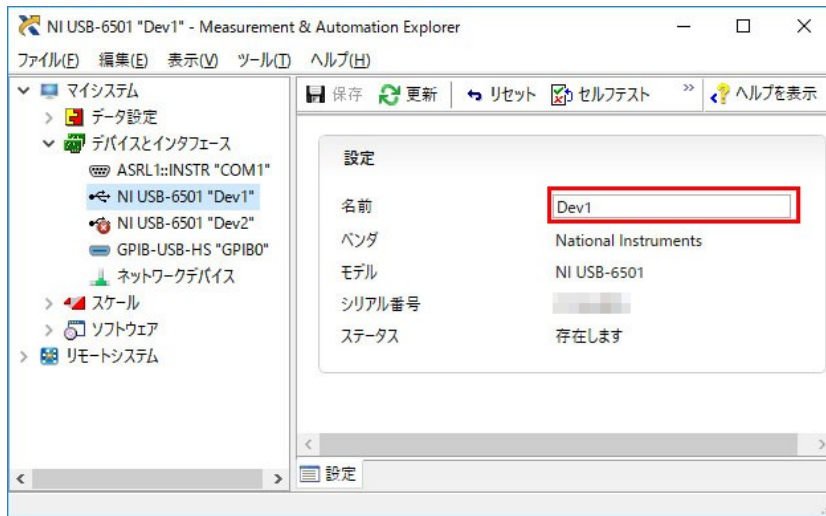 NI USB-6501 "Dev1" - Measurement & Automation Explorer
ファイル(F) 編集(E) 表示(V) ツール(T) ヘルプ(H)
マイシステム
データ設定
デバイスとインタフェース
ASRL1::INSTR "COM1"
NI USB-6501 "Dev1"
NI USB-6501 "Dev2"
GPIB-USB-HS "GPIB0"
ネットワークデバイス
スケール
ソフトウェア
リモートシステム
保存 更新 リセット セルフテスト » ヘルプを表示
設定
名前 Dev1
ベンダ National Instruments
モデル NI USB-6501
シリアル番号
ステータス 存在します
設定